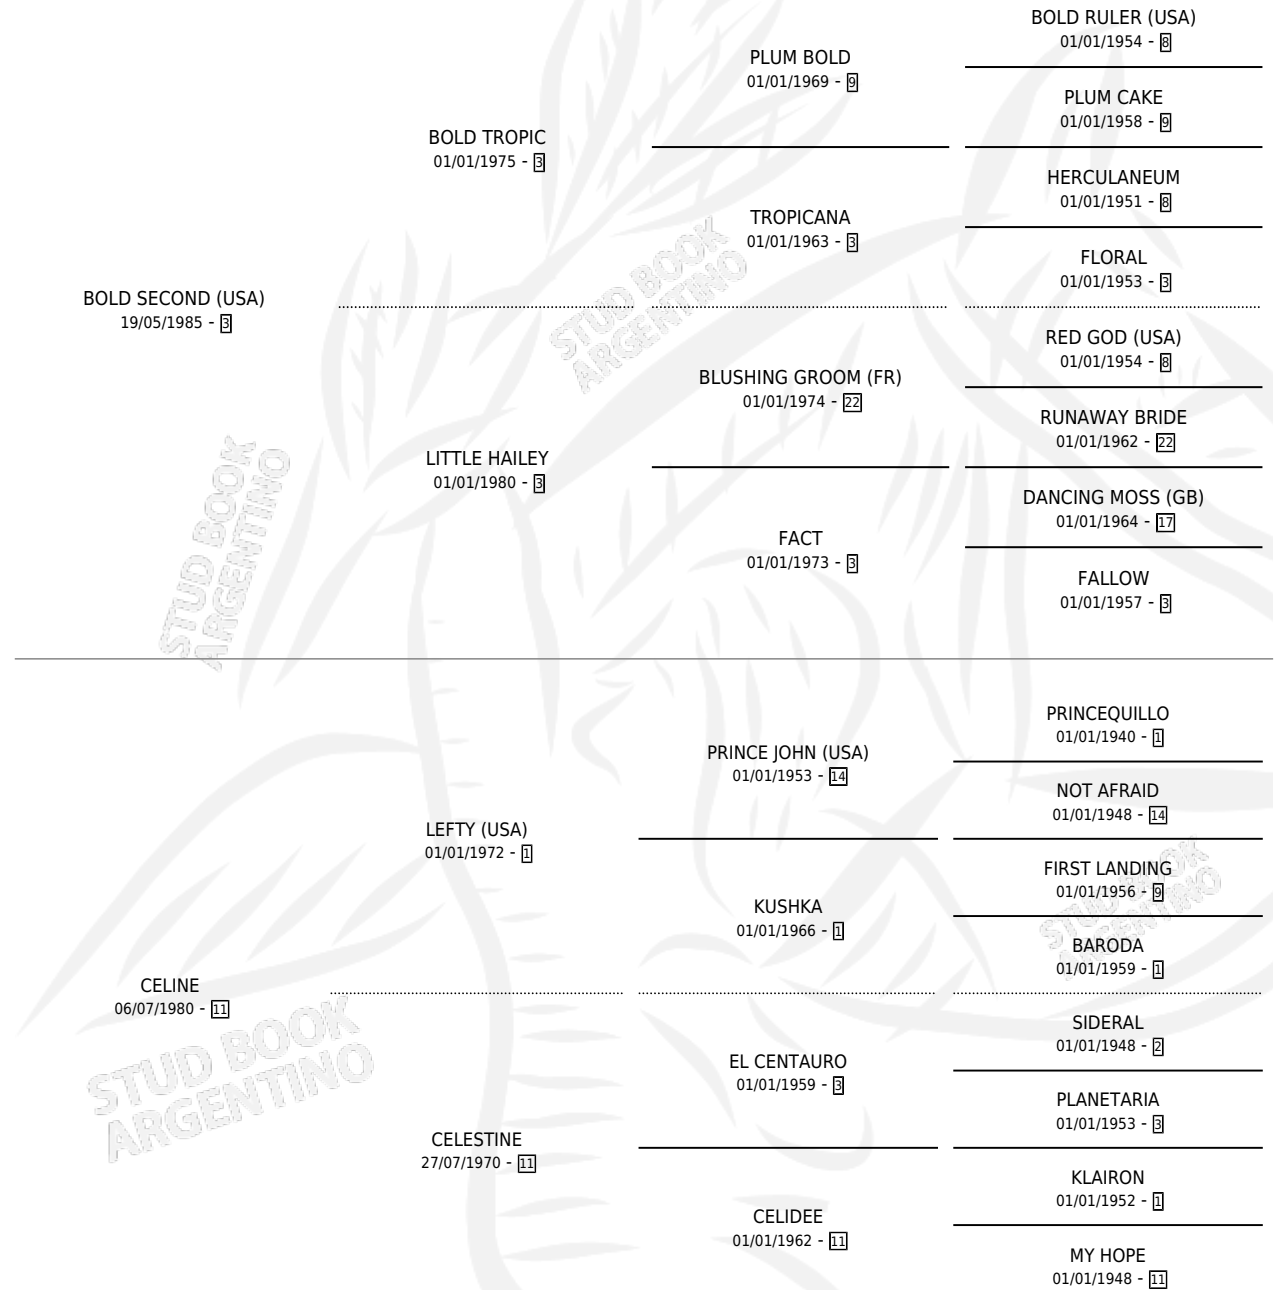 BOLD RULER (USA)
01/01/1954 - 8
PLUM BOLD
01/01/1969 - 9
PLUM CAKE
01/01/1958 - 9
BOLD TROPIC
01/01/1975 - 3
HERCULANEUM
01/01/1951 - 8
TROPICANA
01/01/1963 - 3
FLORAL
01/01/1953 - 3
BOLD SECOND (USA)
19/05/1985 - 3
RED GOD (USA)
01/01/1954 - 8
BLUSHING GROOM (FR)
01/01/1974 - 22
RUNAWAY BRIDE
01/01/1962 - 22
LITTLE HAILEY
01/01/1980 - 3
DANCING MOSS (GB)
01/01/1964 - 17
FACT
01/01/1973 - 3
FALLOW
01/01/1957 - 3
PRINCEQUILLO
01/01/1940 - 1
PRINCE JOHN (USA)
01/01/1953 - 14
NOT AFRAID
01/01/1948 - 14
LEFTY (USA)
01/01/1972 - 1
FIRST LANDING
01/01/1956 - 9
KUSHKA
01/01/1966 - 1
BARODA
01/01/1959 - 1
CELINE
06/07/1980 - 11
SIDERAL
01/01/1948 - 2
EL CENTAURO
01/01/1959 - 3
PLANETARIA
01/01/1953 - 3
CELESTINE
27/07/1970 - 11
KLAIRON
01/01/1952 - 1
CELIDEE
01/01/1962 - 11
MY HOPE
01/01/1948 - 11
STUD BOOK
ARGENTINO
STUD BOOK
ARGENTINO
STUD BOOK
ARGENTINO
STUD BOOK
ARGENTINO